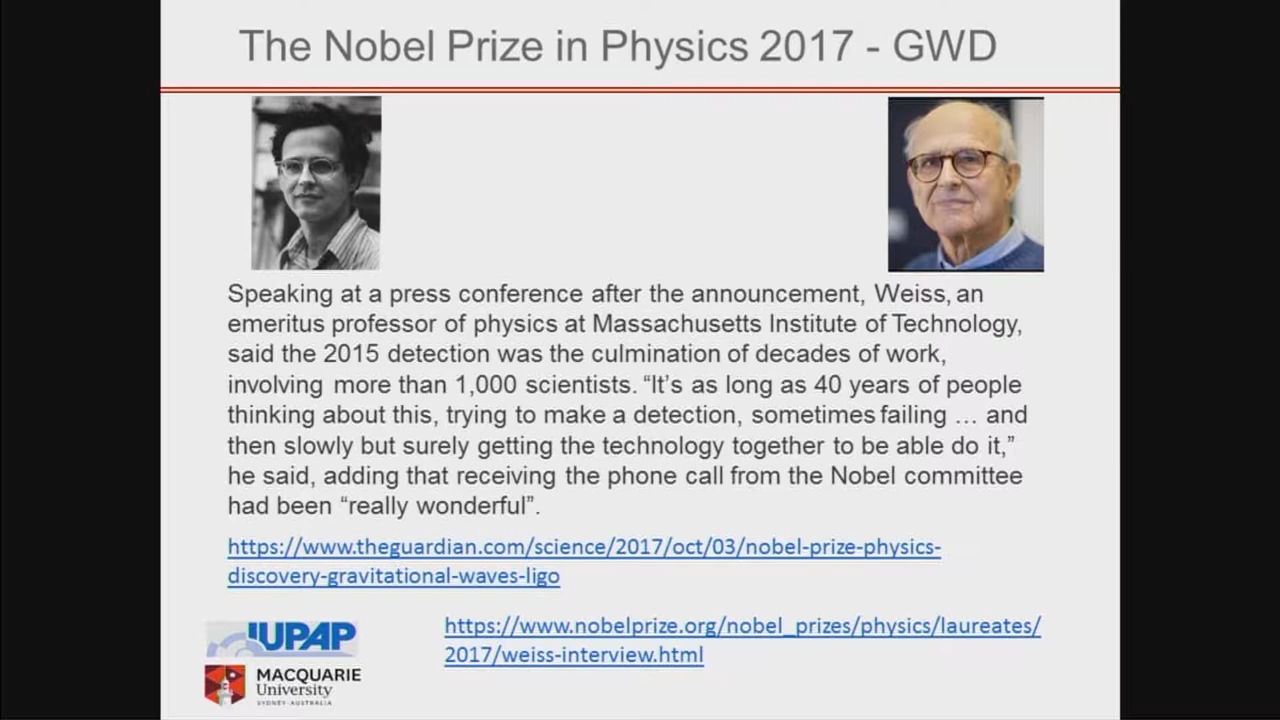 The Nobel Prize in Physics 2017 - GWD
Speaking at a press conference after the announcement, Weiss, an
emeritus professor of physics at Massachusetts Institute of Technology,
said the 2015 detection was the culmination of decades of work,
involving more than 1,000 scientists. “It’s as long as 40 years of people
thinking about this, trying to make a detection, sometimes failing … and
then slowly but surely getting the technology together to be able do it,”
he said, adding that receiving the phone call from the Nobel committee
had been “really wonderful”.
https://www.theguardian.com/science/2017/oct/03/nobel-prize-physics-
discovery-gravitational-waves-ligo
https://www.nobelprize.org/nobel_prizes/physics/laureates/
2017/weiss-interview.html
IUPAP
MACQUARIE
University
SYDNEY·AUSTRALIA